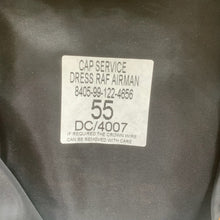 CAP SERVICE
DRESS RAF AIRMAN
8405-99-122-4656
55
DC/4007
IF REQUIRED THE CROWN WIRE
CAN BE REMOVED WITH CARE